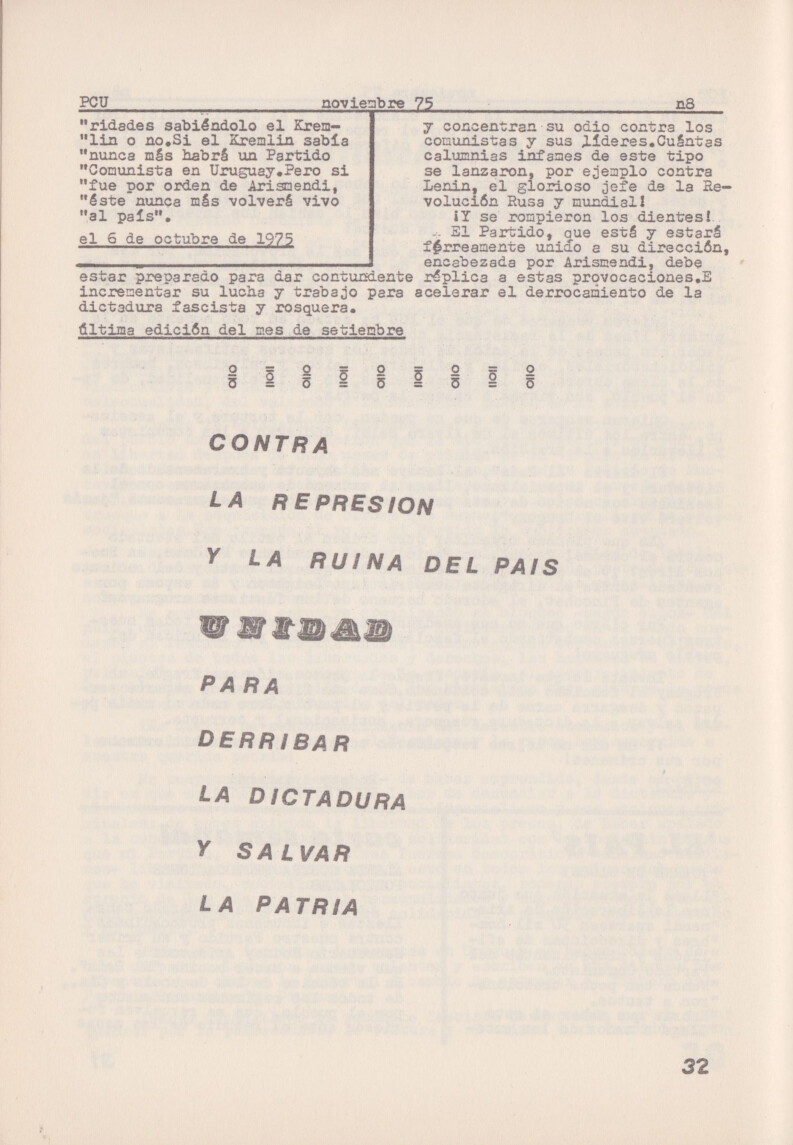 PCU noviembre 75 n8
"ridades sabiéndolo el Krem-
"lin o no.Si el Kremlin sabía
"nunca más habrá un Partido
"Comunista en Uruguay.Pero si
"fue por orden de Arismendi,
"éste nunca más volverá vivo
"al país".
el 6 de octubre de 1975
y concentran su odio contra los
comunistas y sus líderes.Cuántas
calumnias infames de este tipo
se lanzaron, por ejemplo contra
Lenin, el glorioso jefe de la Re-
volución Rusa y mundial!
¡Y se rompieron los dientes!
El Partido, que está y estará
férreamente unido a su dirección,
encabezada por Arismendi, debe
estar preparado para dar contundente réplica a estas provocaciones.E
incrementar su lucha y trabajo para acelerar el derrocamiento de la
dictadura fascista y rosquera.
última edición del mes de setiembre
CONTRA
LA REPRESION
Y LA RUINA DEL PAIS
UNIDAD
PARA
DERRIBAR
LA DICTADURA
Y SALVAR
LA PATRIA
32